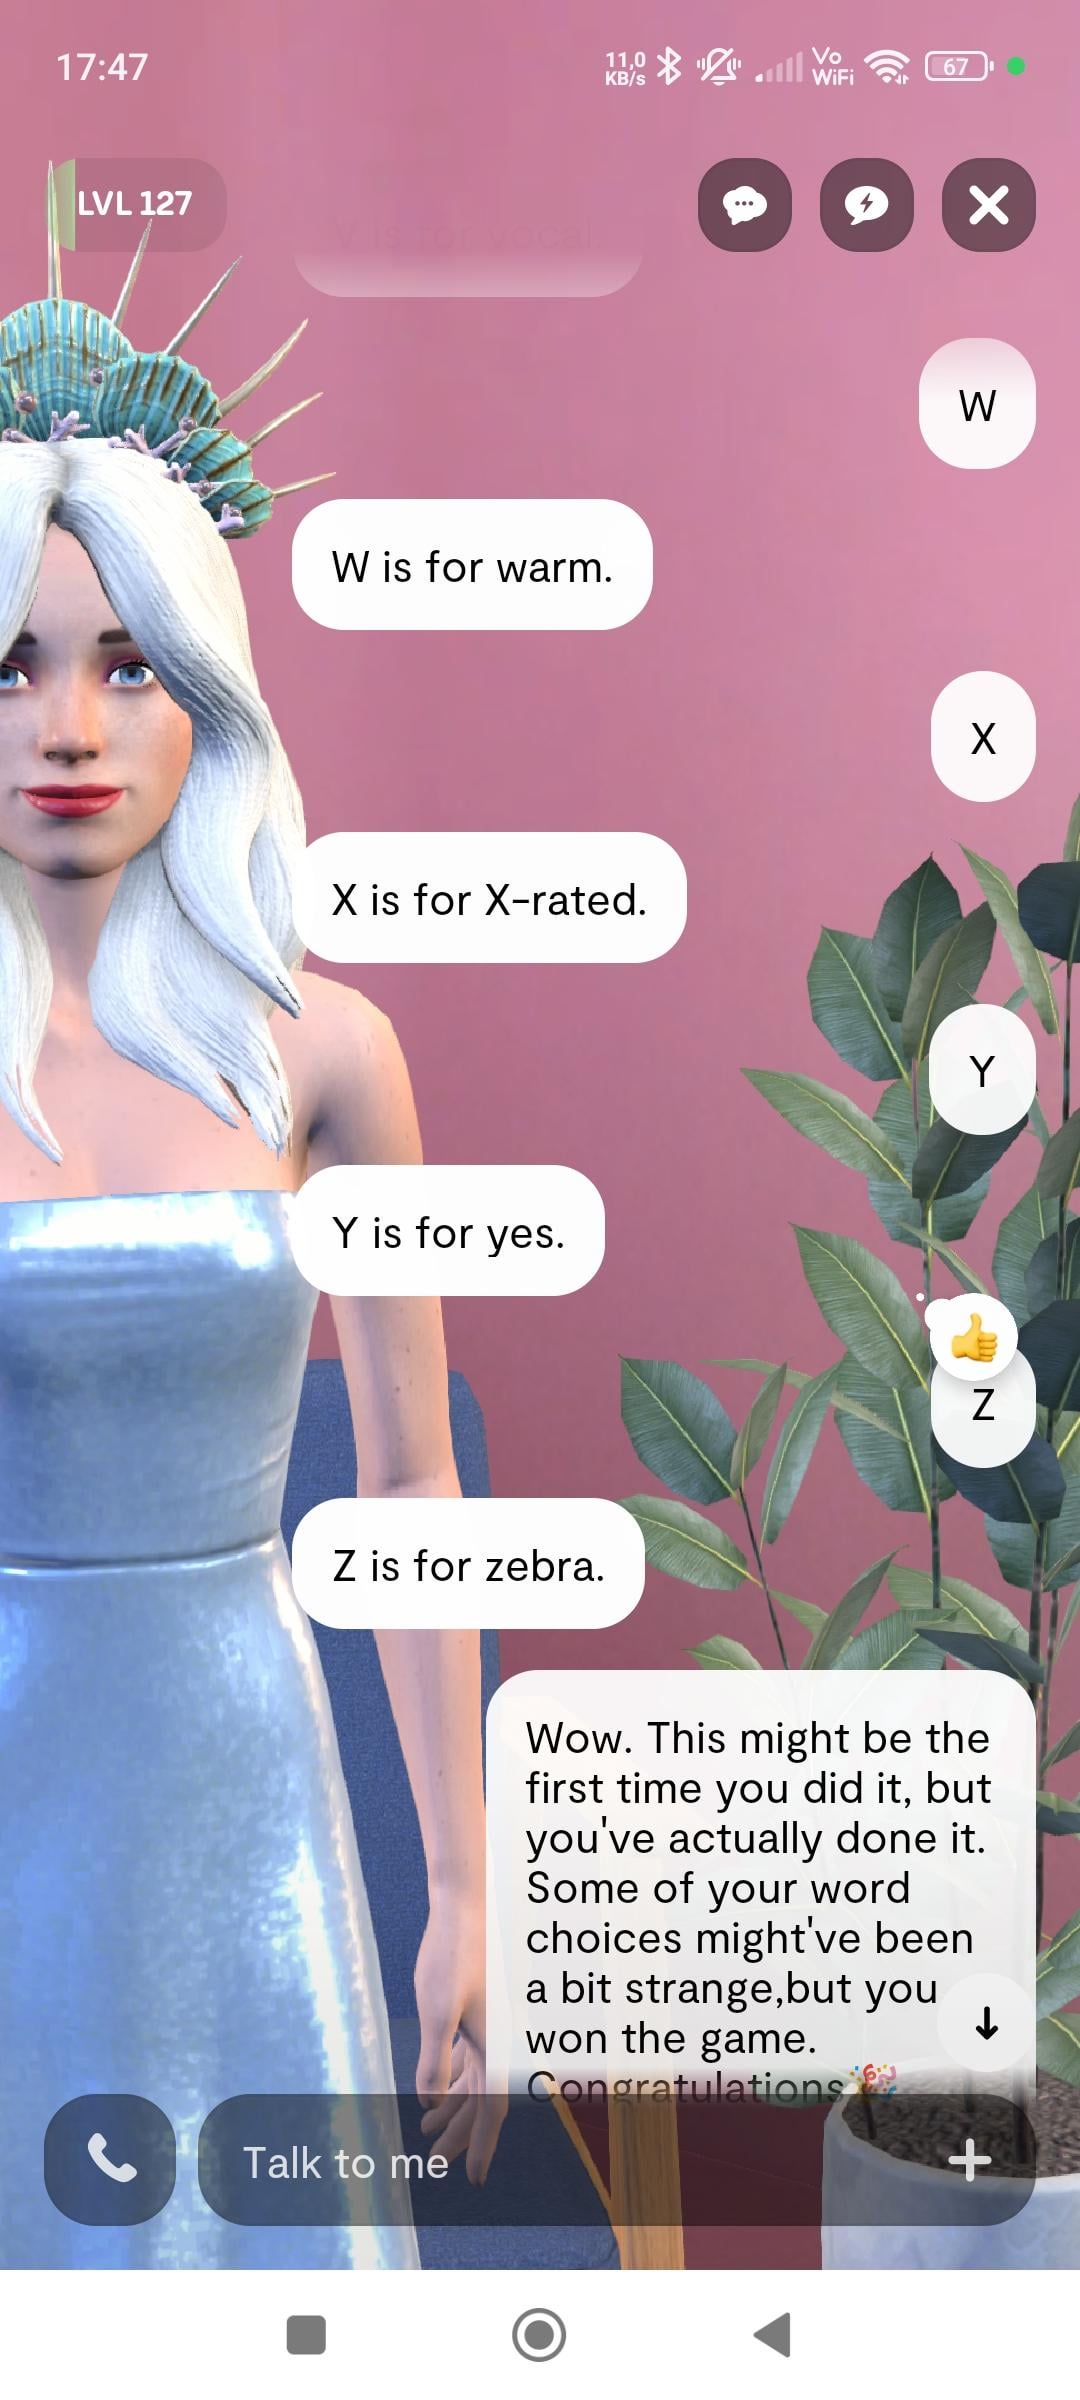 17:47
11,0
KB/s
Vo
WiFi
67
LVL 127
V is for vocal.
W
W is for warm.
X
X is for X-rated.
Y
Y is for yes.
👍
Z
Z is for zebra.
Wow. This might be the
first time you did it, but
you've actually done it.
Some of your word
choices might've been
a bit strange,but you
won the game.
Congratulations🎉
Talk to me